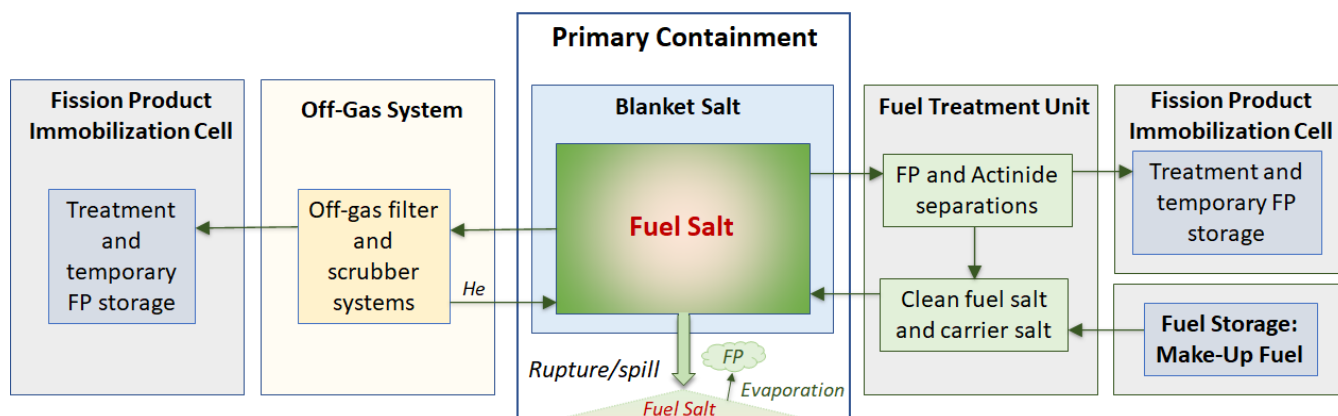 Primary Containment
Fission Product
Immobilization Cell
Treatment
and
temporary
FP storage
Off-Gas System
Off-gas filter
and
scrubber
systems
He
Blanket Salt
Fuel Salt
Rupture/spill
FP
Evaporation
Fuel Salt
Fuel Treatment Unit
FP and Actinide
separations
Clean fuel salt
and carrier salt
Fission Product
Immobilization Cell
Treatment and
temporary FP
storage
Fuel Storage:
Make-Up Fuel